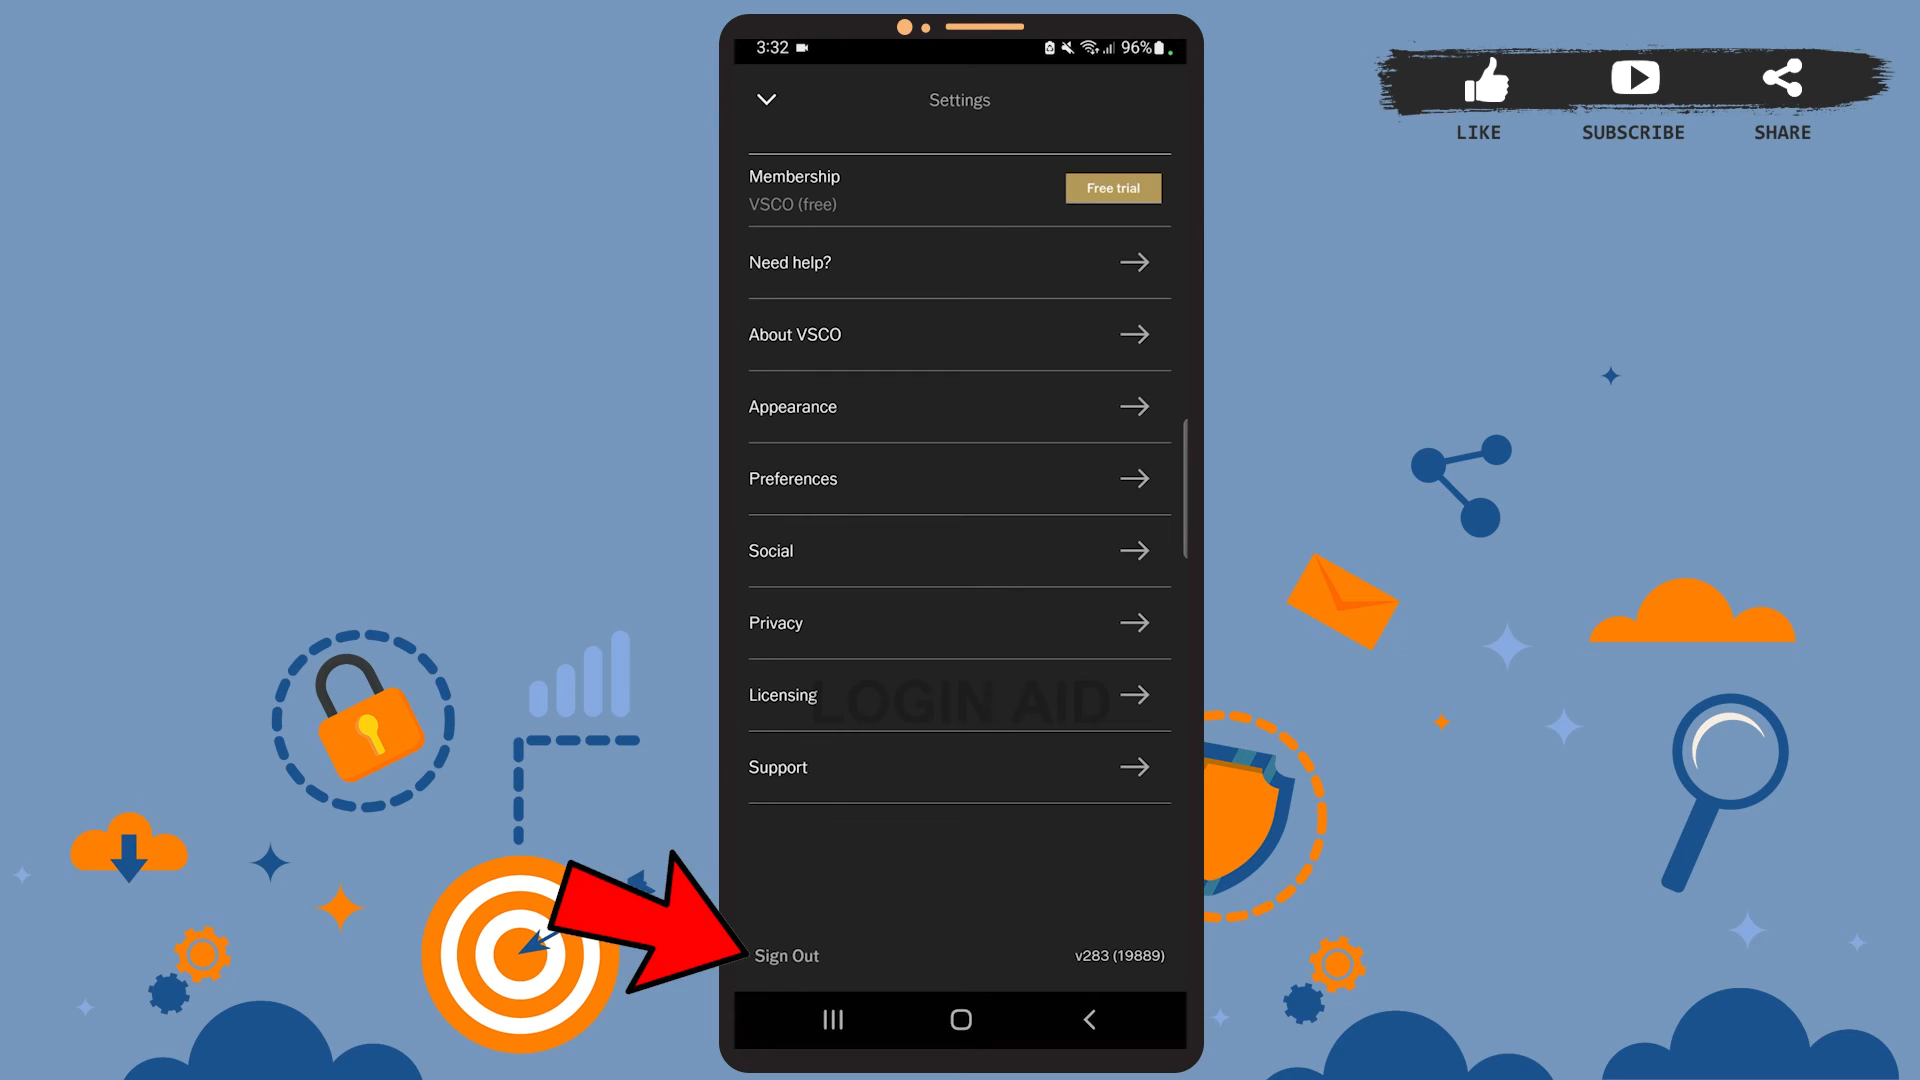 3:32
96%
Settings
Membership
Free trial
VSCO (free)
Need help?
About VSCO
Appearance
Preferences
Social
Privacy
Licensing
LOGIN AID
Support
Sign Out
v283 (19889)
LIKE
SUBSCRIBE
SHARE